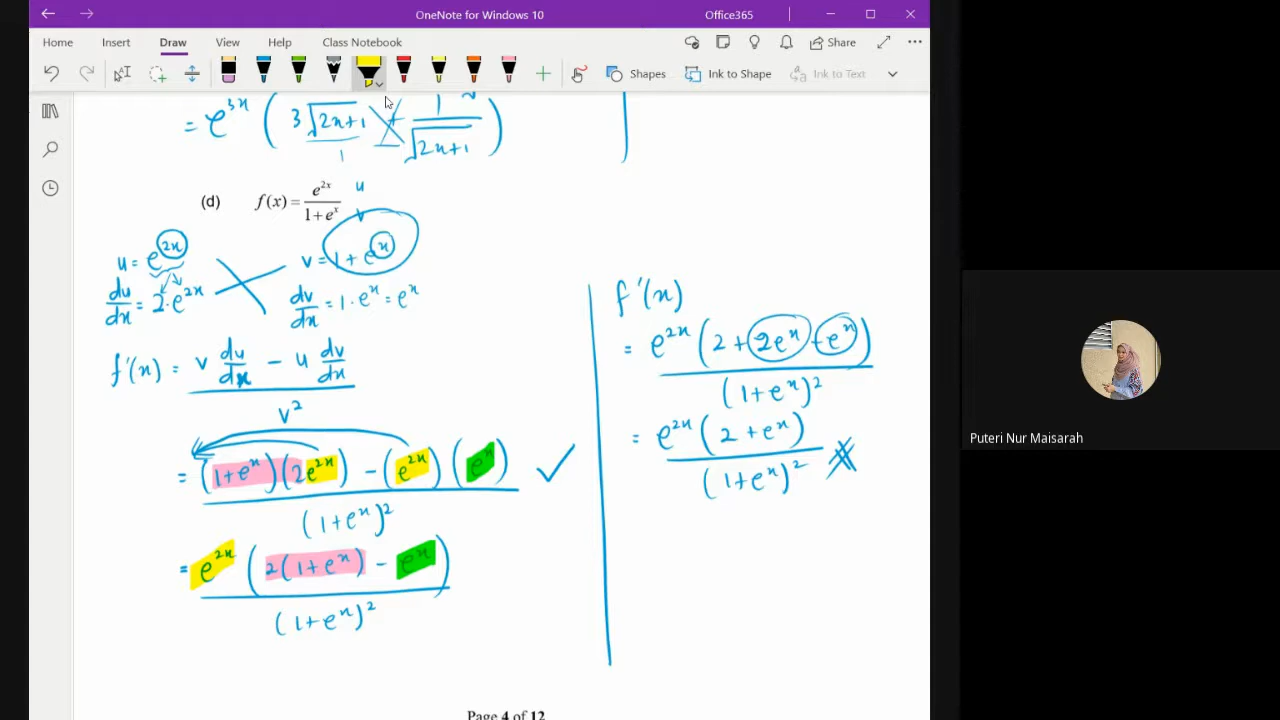 OneNote for Windows 10 Office365
Home Insert Draw View Help Class Notebook Share
Shapes Ink to Shape Ink to Text
= e^{3x} ( 3√(2x+1) / 1 + 1 / √(2x+1) )
(d) f(x) = e^{2x} / (1+e^x) u v
u = e^{2x} v = 1 + e^x
du/dx = 2·e^{2x} dv/dx = 1·e^x = e^x
f'(x) = (v du/dx - u dv/dx) / v^2
= ((1+e^x)(2e^{2x}) - (e^{2x})(e^x)) / (1+e^x)^2 ✓
= e^{2x} (2(1+e^x) - e^x) / (1+e^x)^2
f'(x)
= e^{2x} (2 + 2e^x - e^x) / (1+e^x)^2
= e^{2x} (2 + e^x) / (1+e^x)^2
Page 4 of 12
Puteri Nur Maisarah